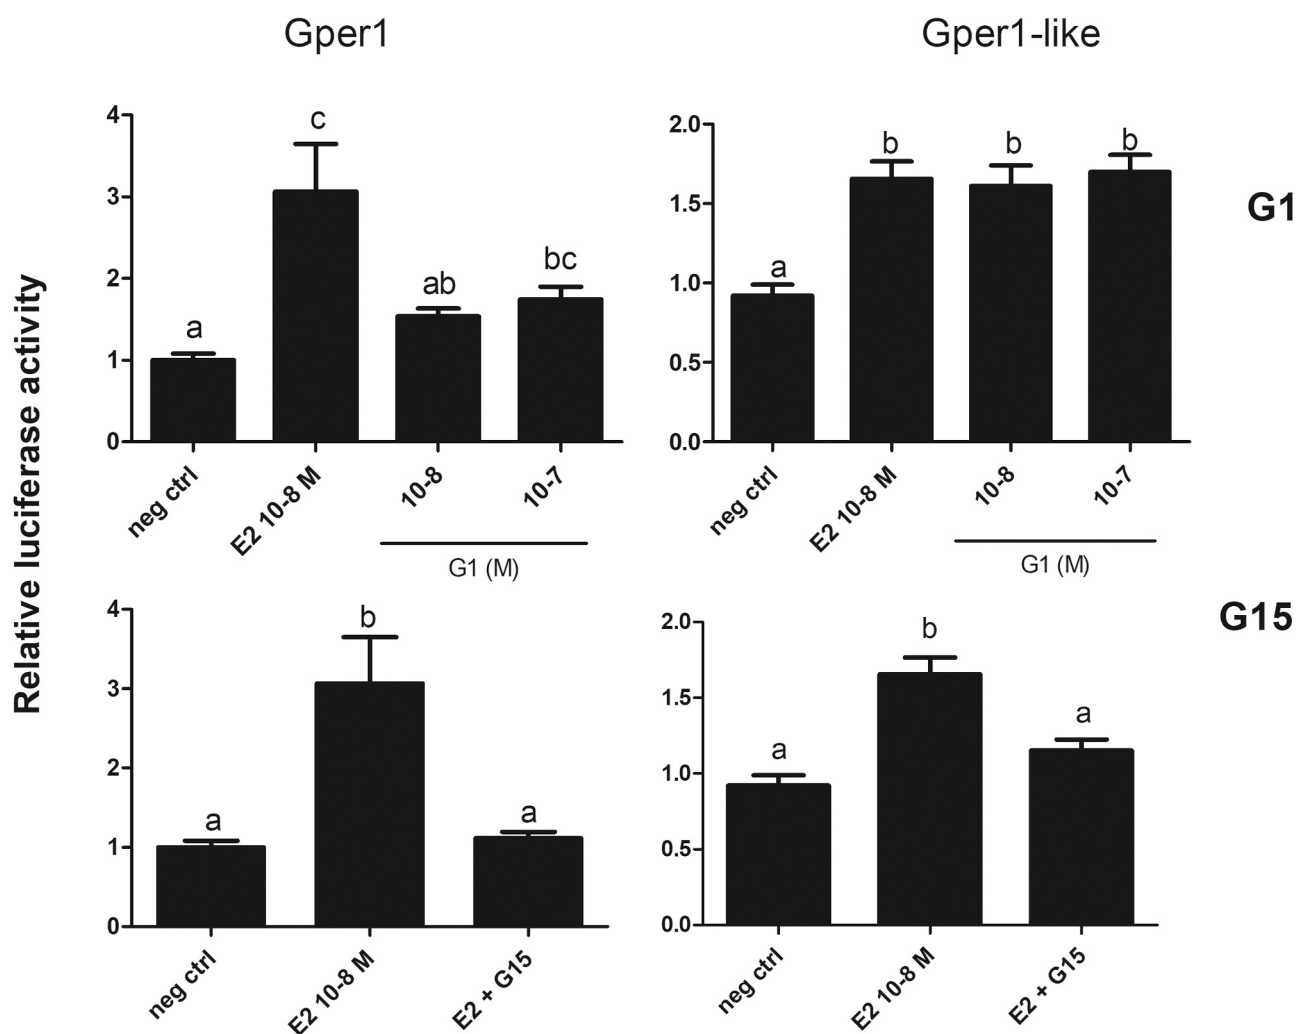 Gper1
Gper1-like
Relative luciferase activity
4
3
2
1
0
a
c
ab
bc
neg ctrl
E2 10-8 M
10-8
10-7
G1 (M)
2.0
1.5
1.0
0.5
0.0
a
b
b
b
neg ctrl
E2 10-8 M
10-8
10-7
G1 (M)
G1
4
3
2
1
0
a
b
a
neg ctrl
E2 10-8 M
E2 + G15
2.0
1.5
1.0
0.5
0.0
a
b
a
neg ctrl
E2 10-8 M
E2 + G15
G15